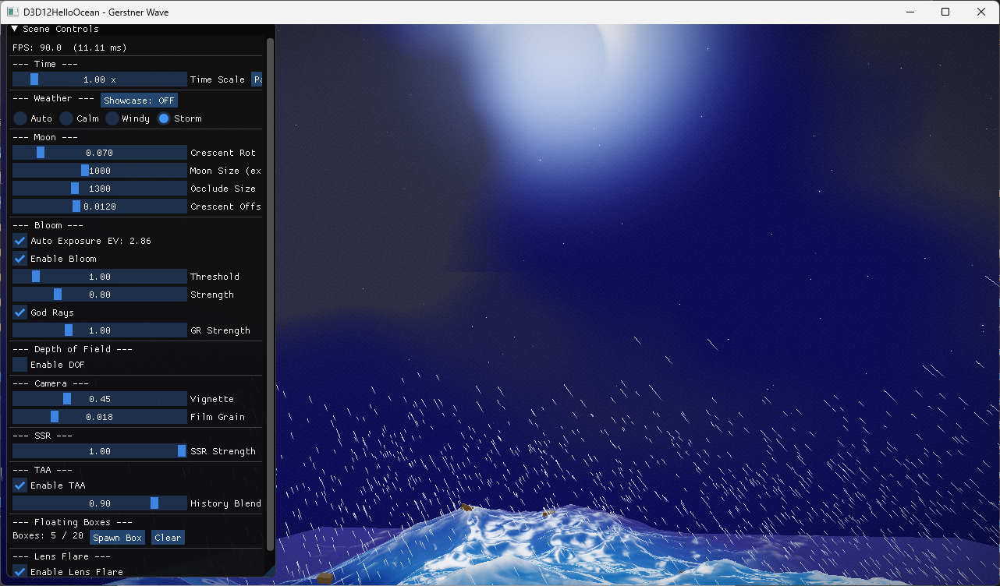 D3D12HelloOcean - Gerstner Wave
▼ Scene Controls
FPS: 90.0 (11.11 ms)
--- Time ---
1.00 x Time Scale Pa
--- Weather --- Showcase: OFF
Auto Calm Windy Storm
--- Moon ---
0.070 Crescent Rot
1000 Moon Size (ex
1300 Occlude Size
0.0120 Crescent Offs
--- Bloom ---
Auto Exposure EV: 2.86
Enable Bloom
1.00 Threshold
0.80 Strength
God Rays
1.00 GR Strength
--- Depth of Field ---
Enable DOF
--- Camera ---
0.45 Vignette
0.018 Film Grain
--- SSR ---
1.00 SSR Strength
--- TAA ---
Enable TAA
0.90 History Blend
--- Floating Boxes ---
Boxes: 5 / 20 Spawn Box Clear
--- Lens Flare ---
Enable Lens Flare